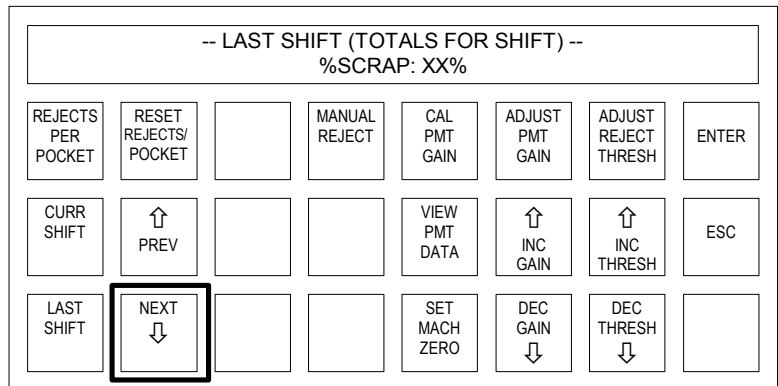 -- LAST SHIFT (TOTALS FOR SHIFT) --
%SCRAP: XX%
REJECTS
PER
POCKET
RESET
REJECTS/
POCKET
MANUAL
REJECT
CAL
PMT
GAIN
ADJUST
PMT
GAIN
ADJUST
REJECT
THRESH
ENTER
CURR
SHIFT
⇧
PREV
VIEW
PMT
DATA
⇧
INC
GAIN
⇧
INC
THRESH
ESC
LAST
SHIFT
NEXT
⇩
SET
MACH
ZERO
DEC
GAIN
⇩
DEC
THRESH
⇩